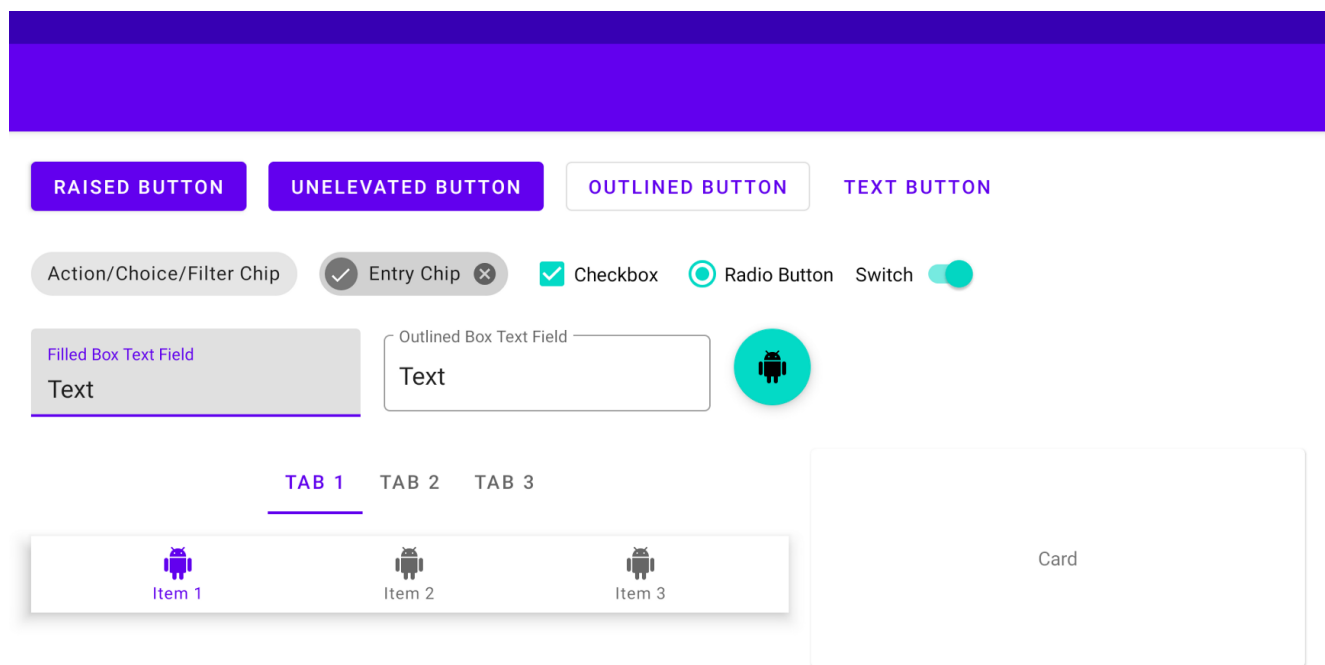 RAISED BUTTON
UNELEVATED BUTTON
OUTLINED BUTTON
TEXT BUTTON
Action/Choice/Filter Chip
Entry Chip
Checkbox
Radio Button
Switch
Filled Box Text Field
Text
Outlined Box Text Field
Text
TAB 1
TAB 2
TAB 3
Item 1
Item 2
Item 3
Card